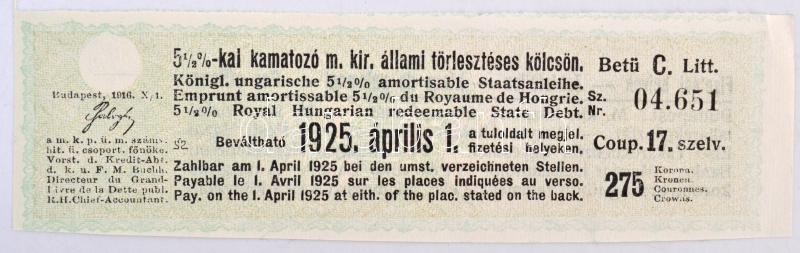 5½%-kai kamatozó m. kir. állami törlesztéses kölcsön.
Königl. ungarische 5½% amortisable Staatsanleihe.
Emprunt amortissable 5½% du Royaume de Hongrie.
5½% Royal Hungarian redeemable State Debt.
Betü C. Litt.
Sz.
Nr. 04.651
Budapest, 1916. X. 1.
a m. k. p. ü. m. számv.
hit. ü. csoport. főnöke.
Vorst. d. Kredit-Abt.
d. k. u. F. M. Buchh.
Directeur du Grand-
Livre de la Dette publ.
R.H.Chief-Accountant.
Sz
Beváltható 1925. április 1. a túloldalt megjel.
fizetési helyeken.
Coup. 17. szelv.
Zahlbar am 1. April 1925 bei den umst. verzeichneten Stellen.
Payable le 1. Avril 1925 sur les places indiquées au verso.
Pay. on the 1. April 1925 at eith. of the plac. stated on the back.
275
Korona.
Kronen.
Couronnes.
Crowns.